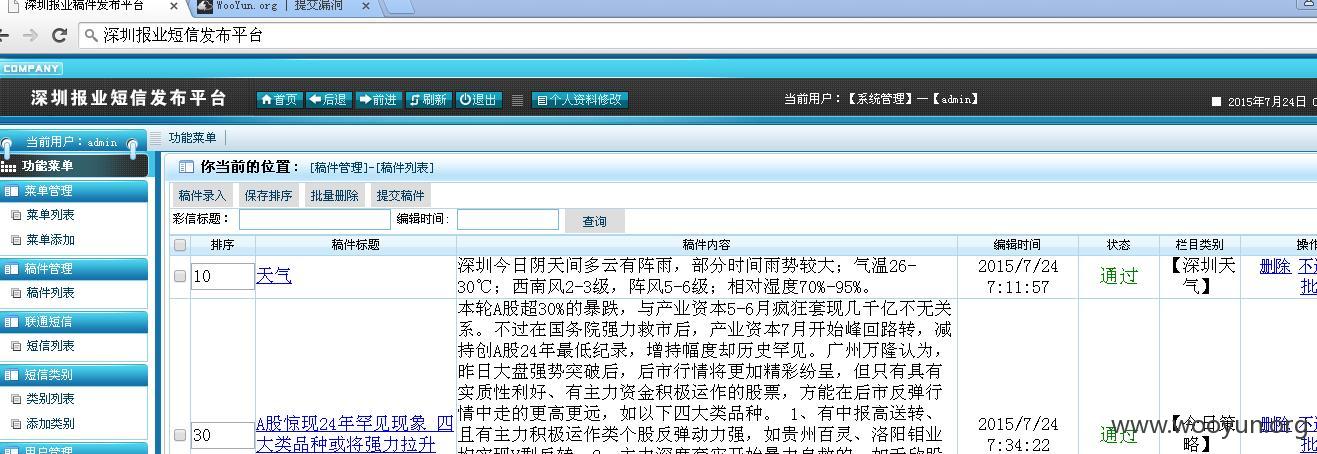 深圳报业稿件发布平台 × WooYun.org | 提交漏洞 ×
深圳报业短信发布平台
COMPANY
深圳报业短信发布平台 首页 后退 前进 刷新 退出 个人资料修改 当前用户：【系统管理】—【admin】 2015年7月24日
当前用户：admin 功能菜单
功能菜单
你当前的位置：[稿件管理]-[稿件列表]
菜单管理
菜单列表
菜单添加
稿件管理
稿件列表
联通短信
短信列表
短信类别
类别列表
添加类别
用户管理
稿件录入 保存排序 批量删除 提交稿件
彩信标题： 编辑时间: 查询
排序 稿件标题 稿件内容 编辑时间 状态 栏目类别 操作
10 天气
深圳今日阴天间多云有阵雨，部分时间雨势较大；气温26-
30℃；西南风2-3级，阵风5-6级；相对湿度70%-95%。
2015/7/24
7:11:57
通过
【深圳天
气】
删除 不
批
30
A股惊现24年罕见现象 四
大类品种或将强力拉升
本轮A股超30%的暴跌，与产业资本5-6月疯狂套现几千亿不无关
系。不过在国务院强力救市后，产业资本7月开始峰回路转，减
持创A股24年最低纪录，增持幅度却历史罕见。广州万隆认为，
昨日大盘强势突破后，后市行情将更加精彩纷呈，但只有具有
实质性利好、有主力资金积极运作的股票，方能在后市反弹行
情中走的更高更远，如以下四大类品种。 1、有中报高送转、
且有主力积极运作类个股反弹动力强，如贵州百灵、洛阳钼业
2015/7/24
7:34:22
通过
【今日策
略】
删除 不
批
www.wooyun.org